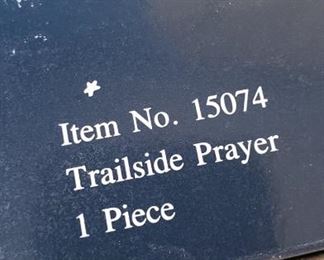 Item No. 15074
Trailside Prayer
1 Piece